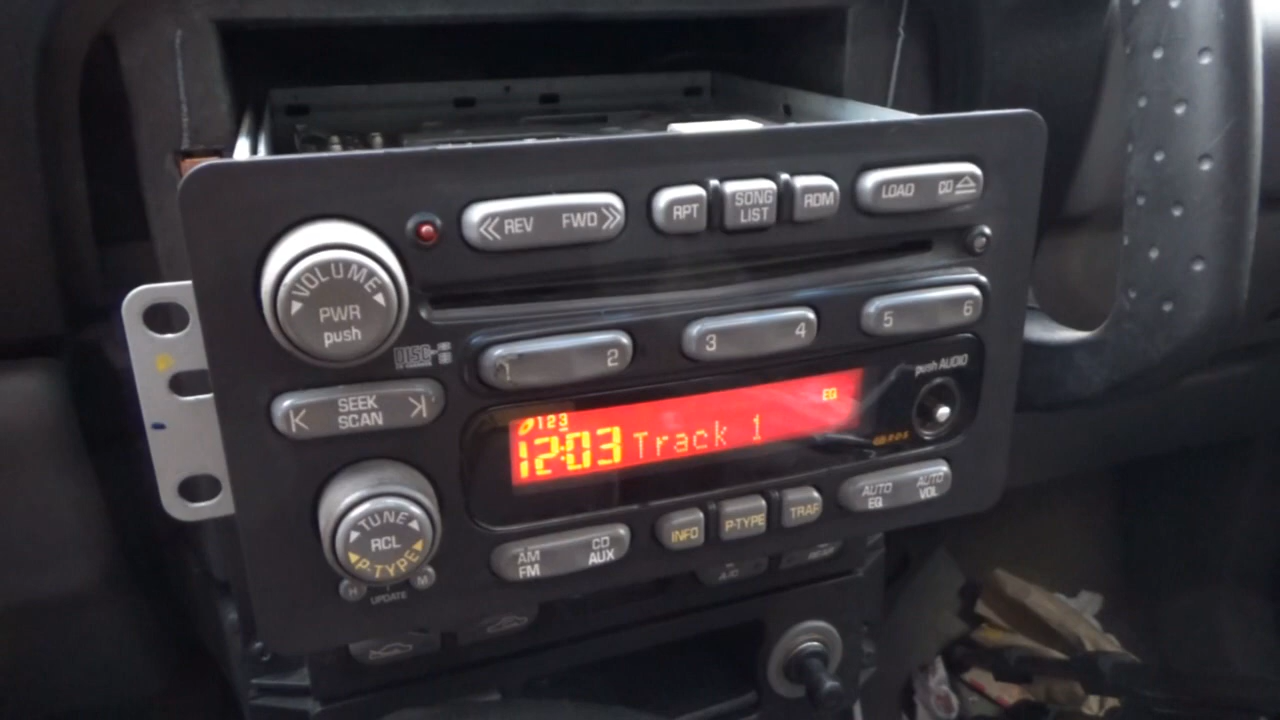 REV FWD
RPT
SONG
LIST
RDM
LOAD CD
VOLUME
PWR
push
DISC
1 2
3 4
5 6
push AUDIO
SEEK
SCAN
123
EQ
12:03 Track 1
TUNE
RCL
P-TYPE
H M
UPDATE
AM
FM
CD
AUX
INFO
P-TYPE
TRAF
AUTO
EQ
AUTO
VOL
REAR